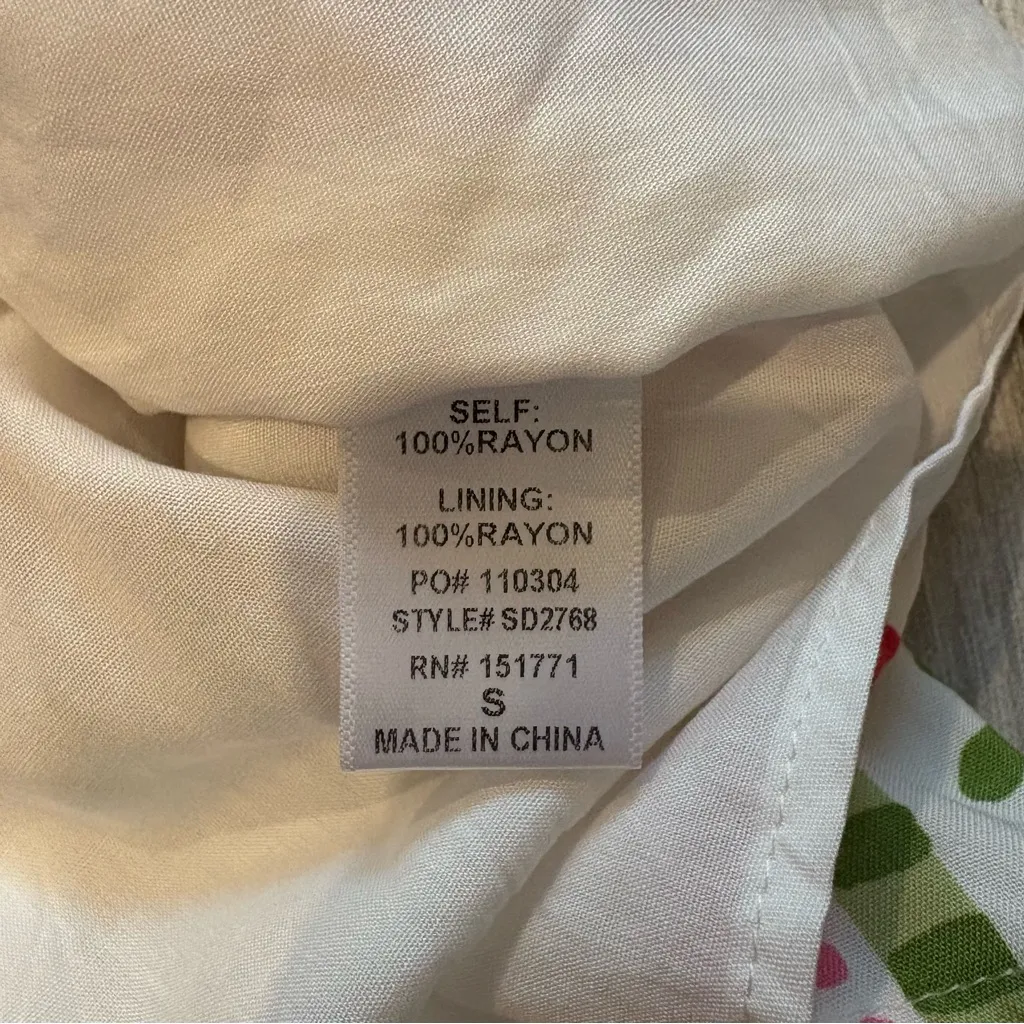 SELF:
100%RAYON
LINING:
100%RAYON
PO# 110304
STYLE# SD2768
RN# 151771
S
MADE IN CHINA